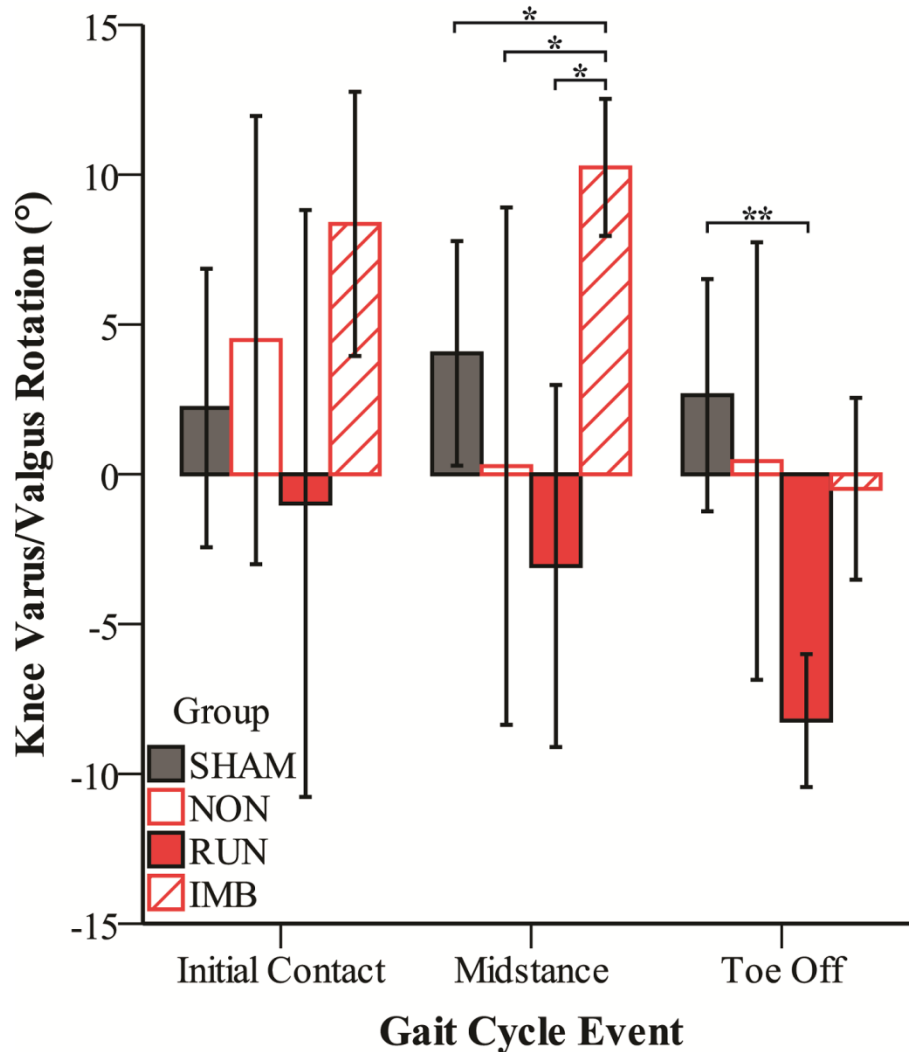 *
*
*
**
15
10
5
0
-5
-10
-15
Knee Varus/Valgus Rotation (°)
Group
SHAM
NON
RUN
IMB
Initial Contact Midstance Toe Off
Gait Cycle Event